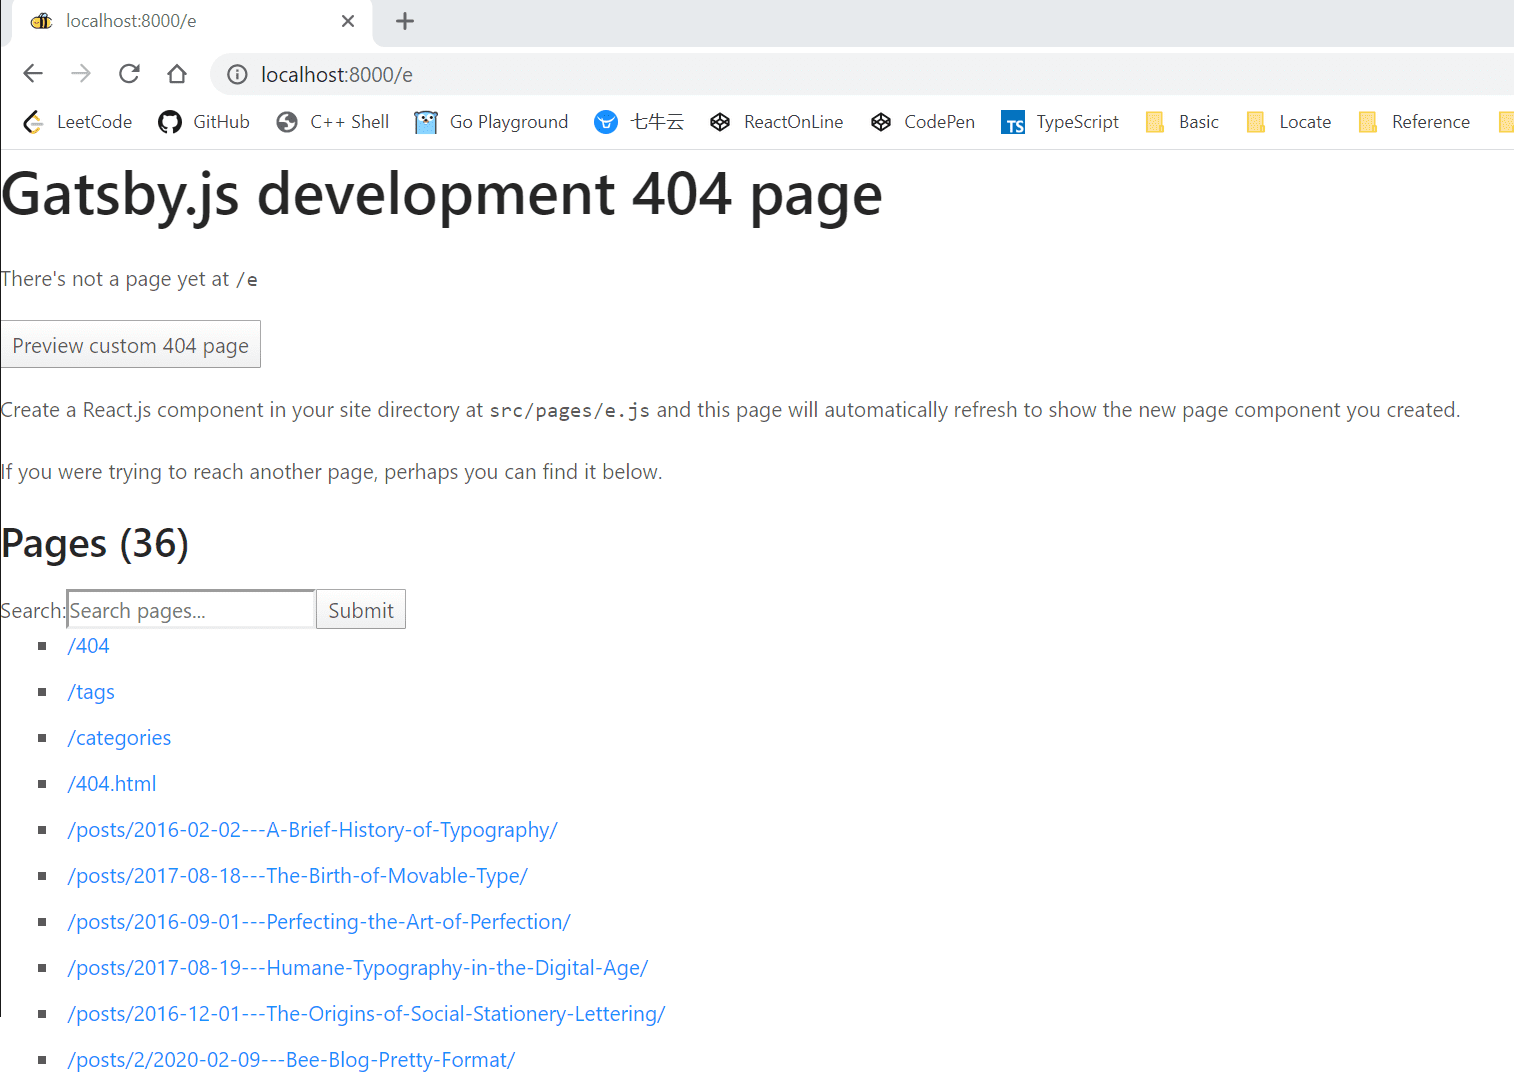 localhost:8000/e
localhost:8000/e
LeetCode GitHub C++ Shell Go Playground 七牛云 ReactOnLine CodePen TS TypeScript Basic Locate Reference
Gatsby.js development 404 page
There's not a page yet at /e
Preview custom 404 page
Create a React.js component in your site directory at src/pages/e.js and this page will automatically refresh to show the new page component you created.
If you were trying to reach another page, perhaps you can find it below.
Pages (36)
Search: Search pages... Submit
/404
/tags
/categories
/404.html
/posts/2016-02-02---A-Brief-History-of-Typography/
/posts/2017-08-18---The-Birth-of-Movable-Type/
/posts/2016-09-01---Perfecting-the-Art-of-Perfection/
/posts/2017-08-19---Humane-Typography-in-the-Digital-Age/
/posts/2016-12-01---The-Origins-of-Social-Stationery-Lettering/
/posts/2/2020-02-09---Bee-Blog-Pretty-Format/